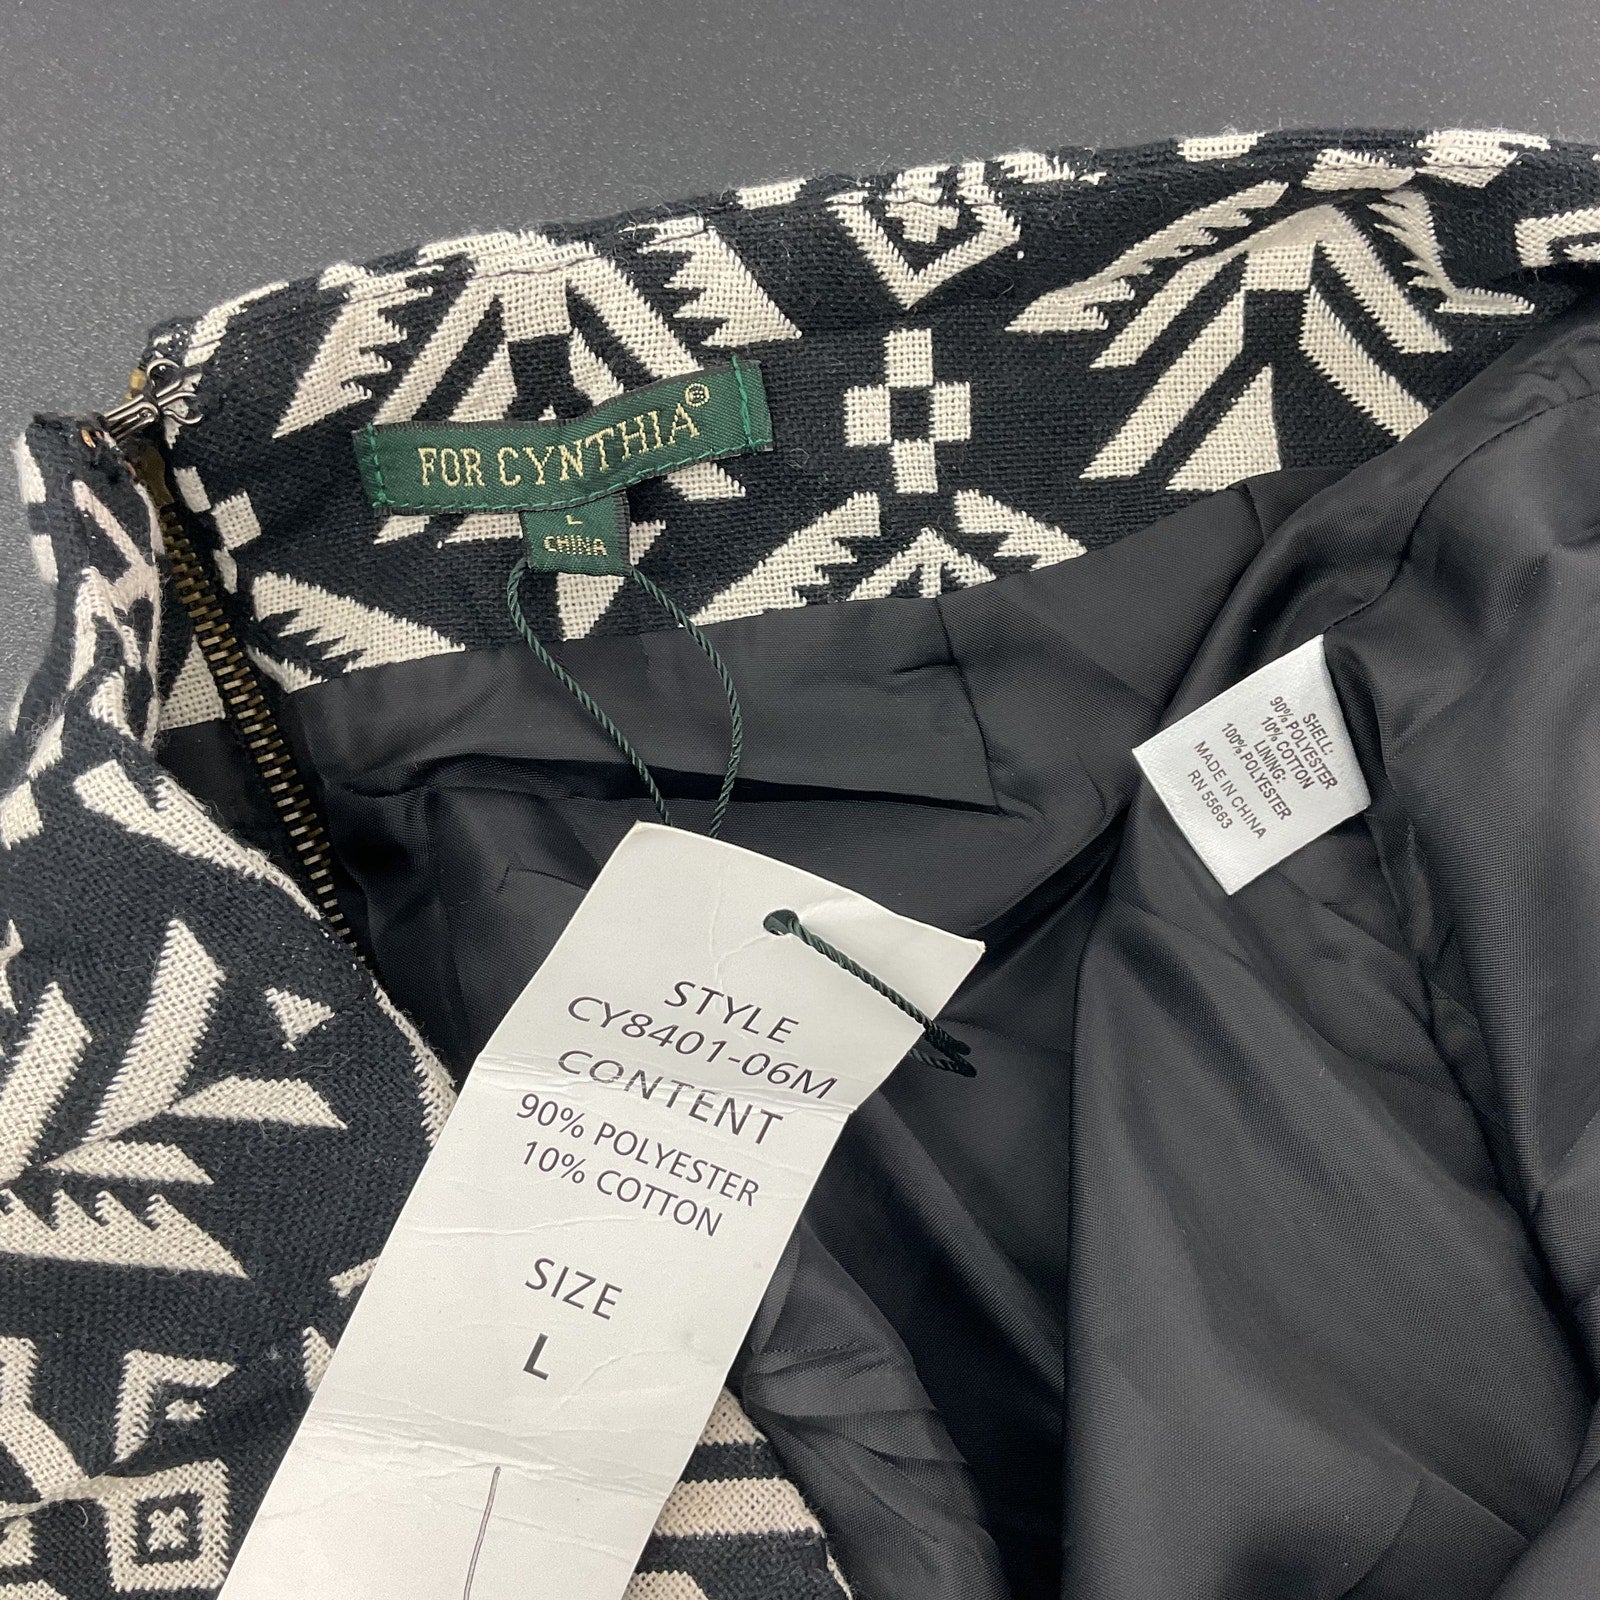 FOR CYNTHIA®
L
CHINA
SHELL:
90% POLYESTER
10% COTTON
LINING:
100% POLYESTER
MADE IN CHINA
RN 55663
STYLE
CY8401-06M
CONTENT
90% POLYESTER
10% COTTON
SIZE
L